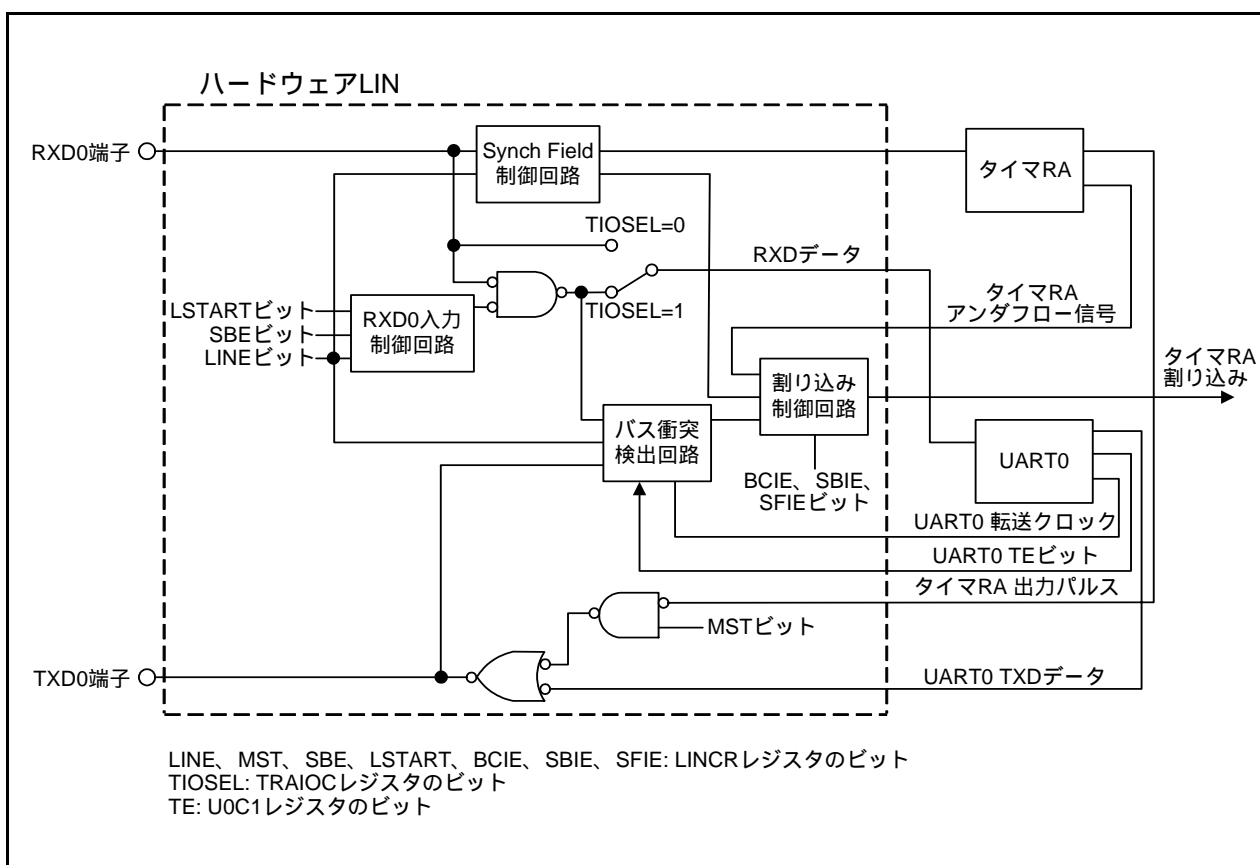 ハードウェアLIN
RXD0端子
Synch Field
制御回路
タイマRA
TIOSEL=0
RXDデータ
TIOSEL=1
LSTARTビット
SBEビット
LINEビット
RXD0入力
制御回路
タイマRA
アンダフロー信号
割り込み
制御回路
タイマRA
割り込み
バス衝突
検出回路
UART0
BCIE、SBIE、
SFIEビット
UART0 転送クロック
UART0 TEビット
タイマRA 出力パルス
MSTビット
TXD0端子
UART0 TXDデータ
LINE、MST、SBE、LSTART、BCIE、SBIE、SFIE: LINCRレジスタのビット
TIOSEL: TRAIOCレジスタのビット
TE: U0C1レジスタのビット